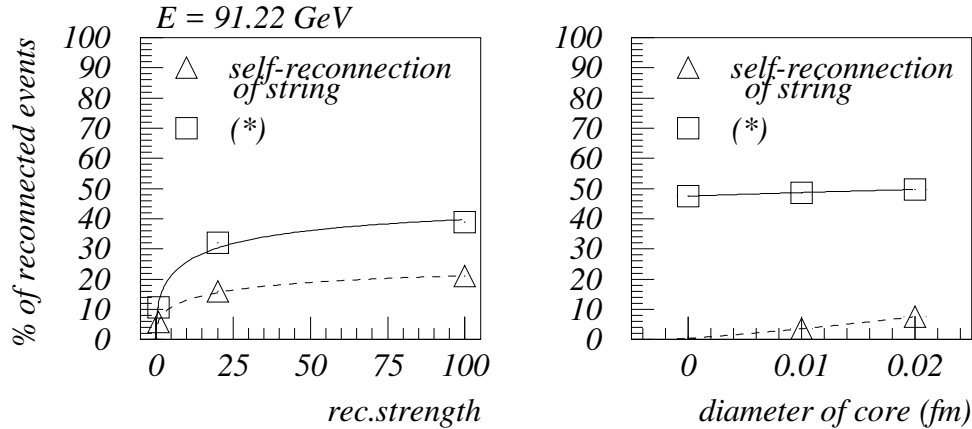 E = 91.22 GeV
% of reconnected events
100
90
80
70
60
50
40
30
20
10
0
self-reconnection
of string
(*)
0 25 50 75 100
rec.strength
100
90
80
70
60
50
40
30
20
10
0
self-reconnection
of string
(*)
0 0.01 0.02
diameter of core (fm)